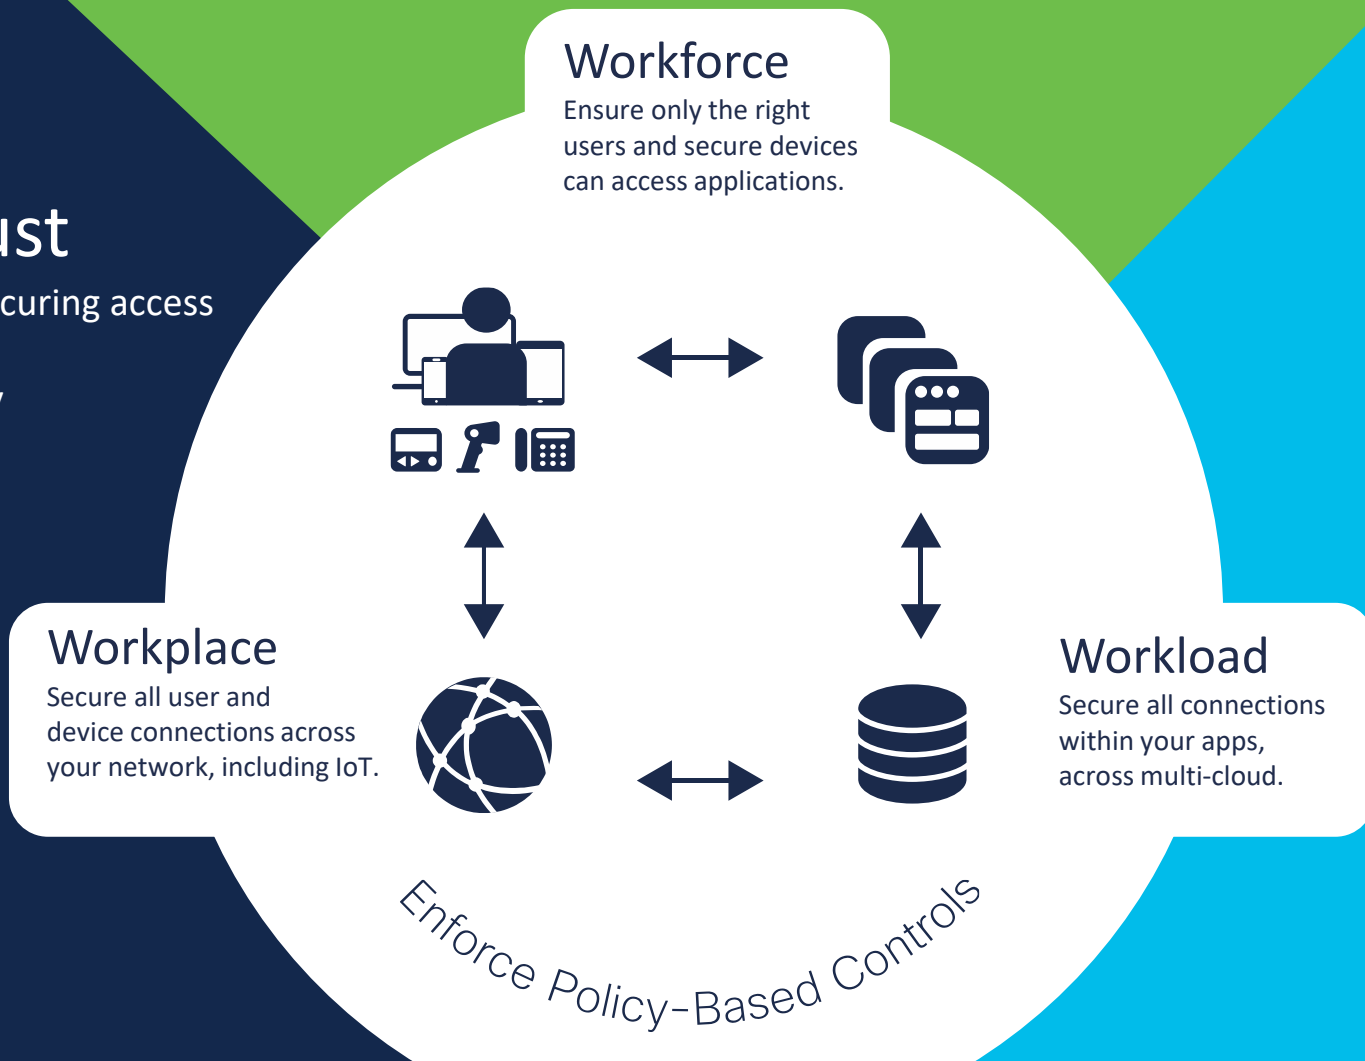 Workforce
Ensure only the right
users and secure devices
can access applications.
ust
curing access
Workplace
Secure all user and
device connections across
your network, including IoT.
Workload
Secure all connections
within your apps,
across multi-cloud.
Enforce Policy-Based Controls